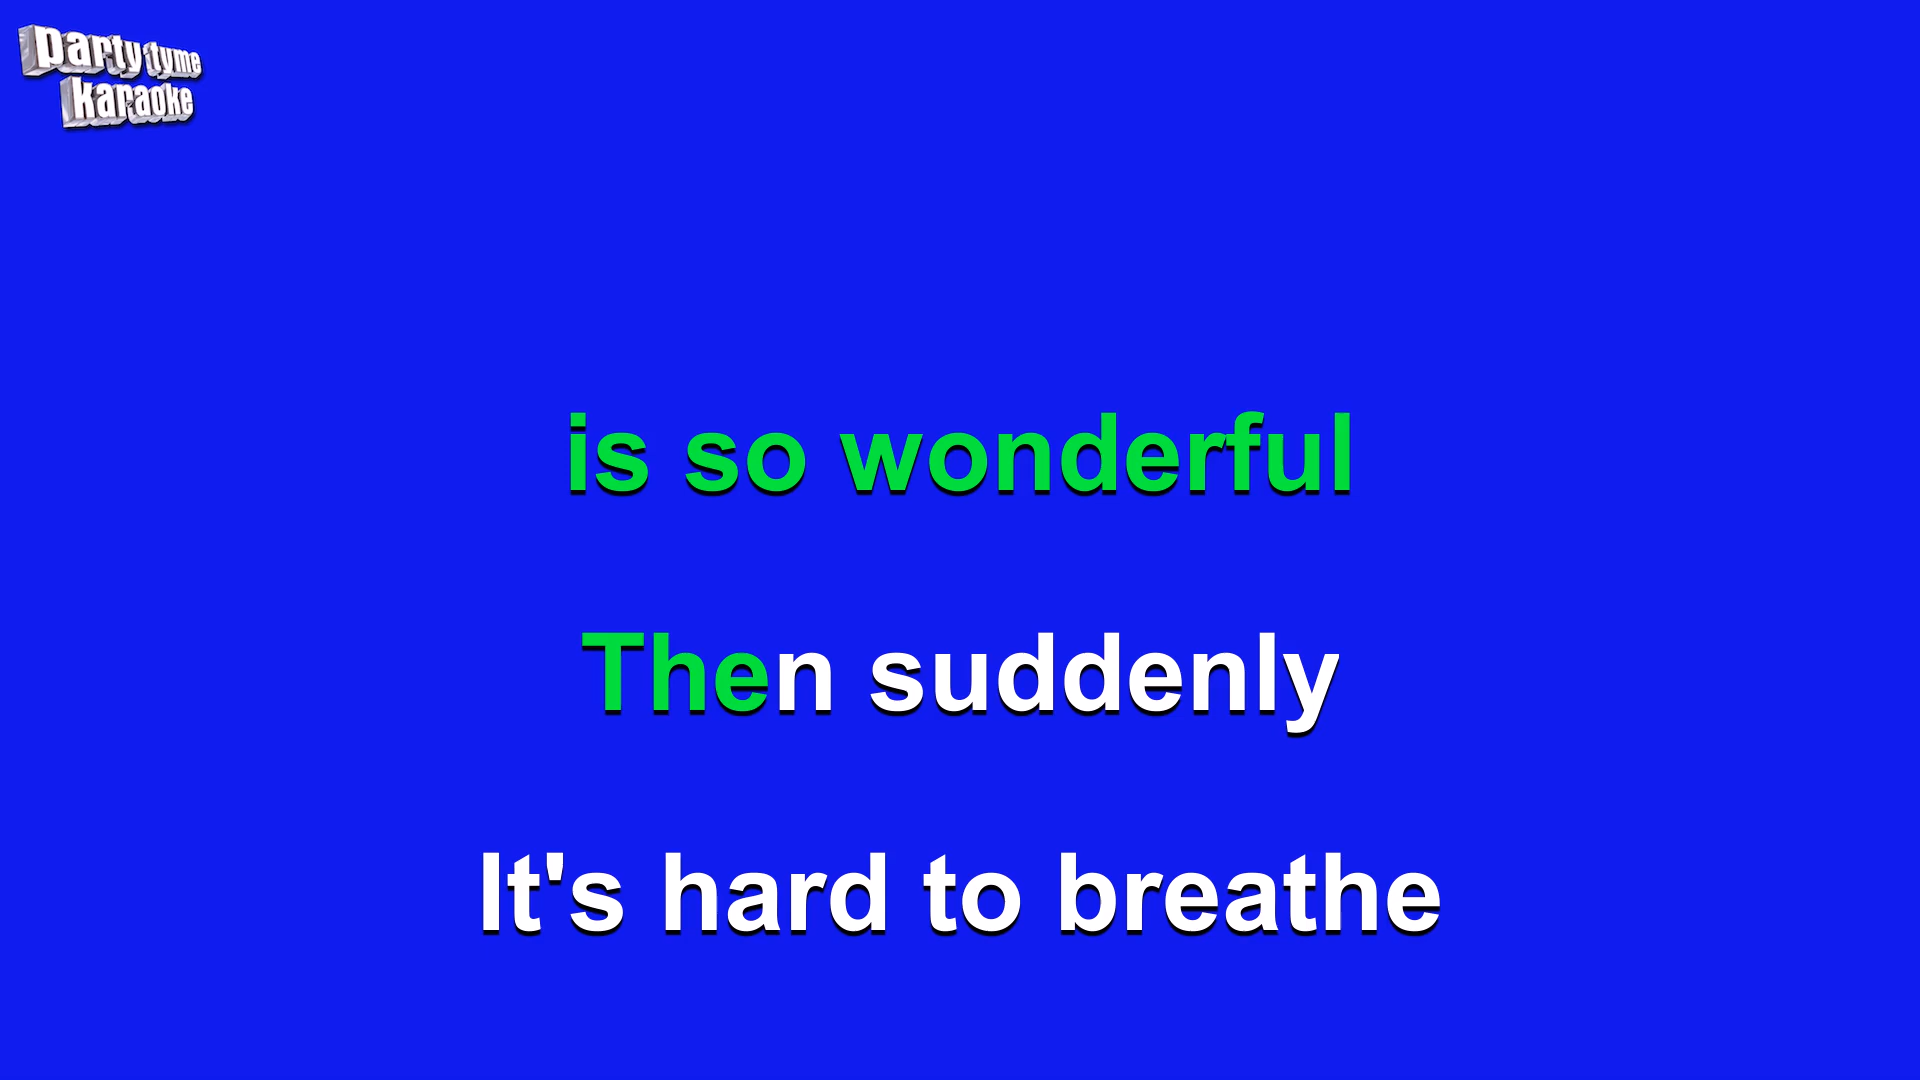 party tyme
karaoke
is so wonderful
Then suddenly
It's hard to breathe